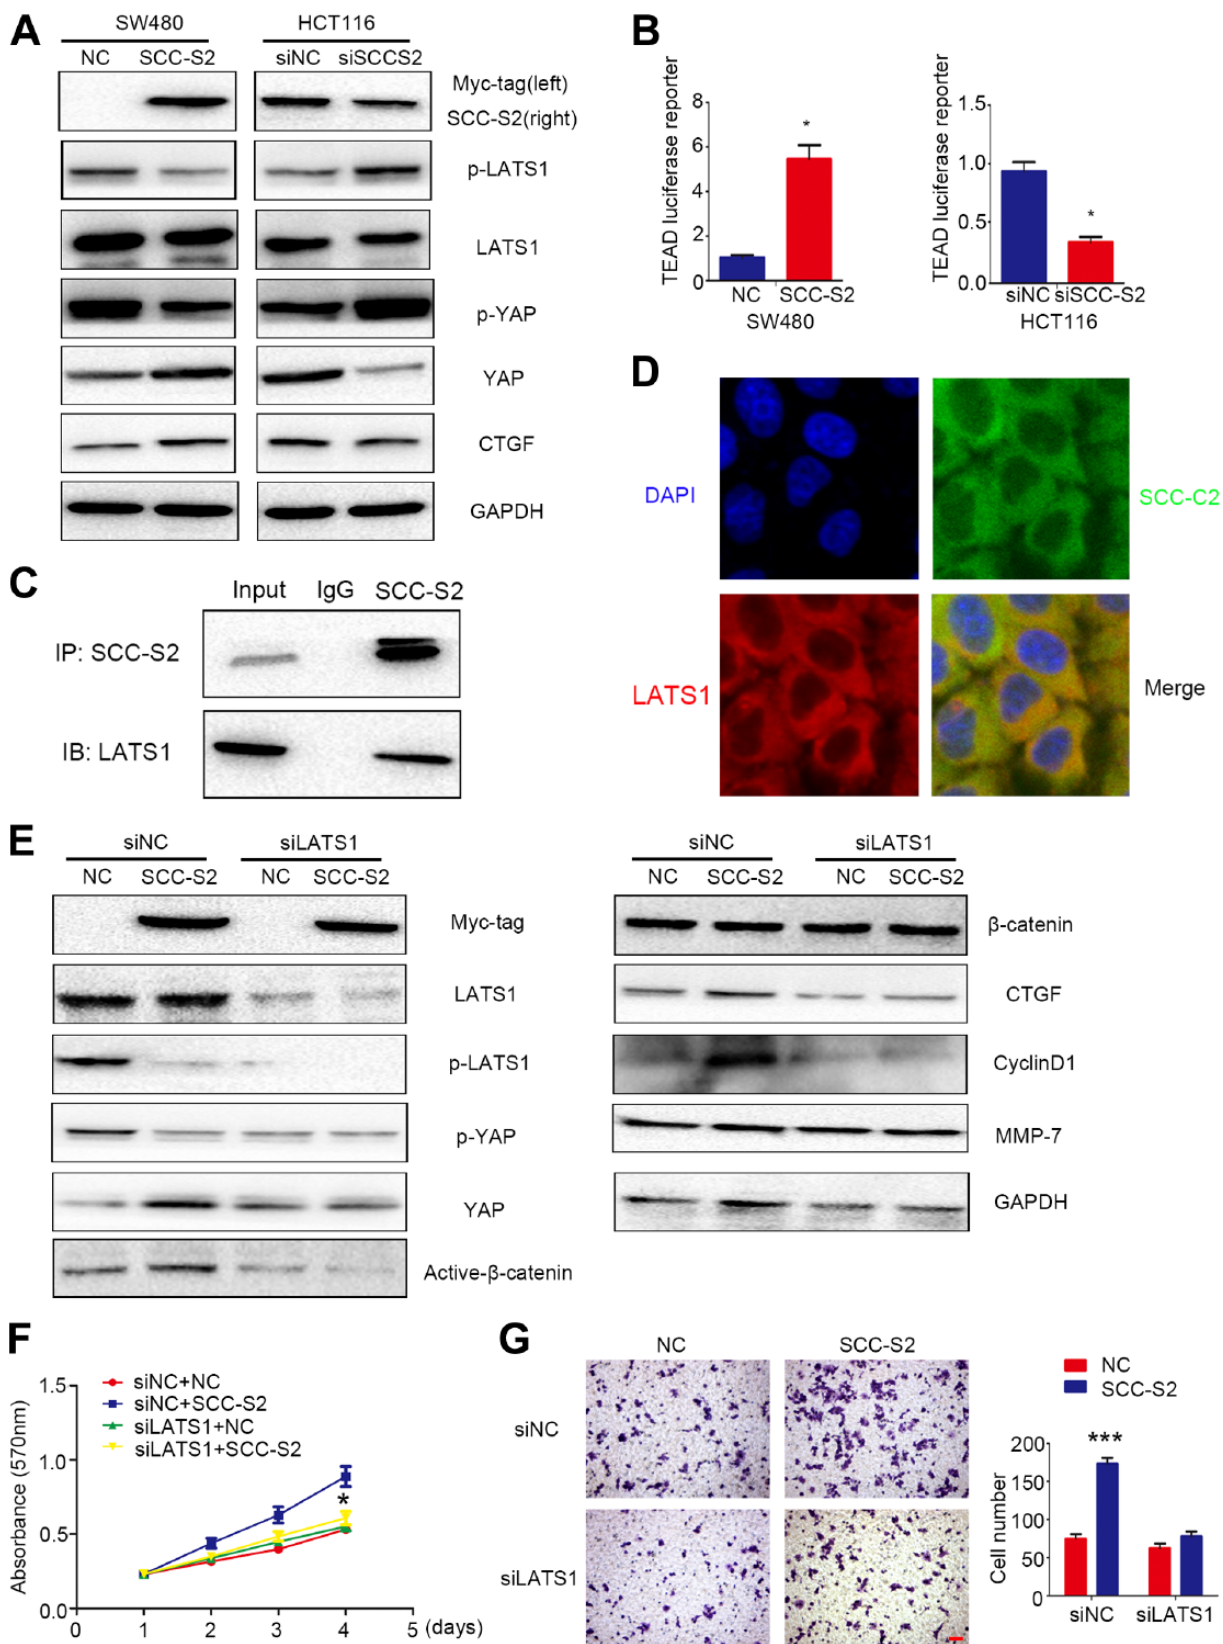 A
SW480
HCT116
NC SCC-S2
siNC siSCCS2
Myc-tag(left)
SCC-S2(right)
p-LATS1
LATS1
p-YAP
YAP
CTGF
GAPDH
B
TEAD luciferase reporter
8
6
4
2
0
*
NC SCC-S2
SW480
TEAD luciferase reporter
1.5
1.0
0.5
0.0
*
siNC siSCC-S2
HCT116
C
Input IgG SCC-S2
IP: SCC-S2
IB: LATS1
D
DAPI
SCC-C2
LATS1
Merge
E
siNC siLATS1
NC SCC-S2 NC SCC-S2
Myc-tag
LATS1
p-LATS1
p-YAP
YAP
Active-β-catenin
siNC siLATS1
NC SCC-S2 NC SCC-S2
β-catenin
CTGF
CyclinD1
MMP-7
GAPDH
F
Absorbance (570nm)
1.5
1.0
0.5
0.0
siNC+NC
siNC+SCC-S2
siLATS1+NC
siLATS1+SCC-S2
*
0 1 2 3 4 5 (days)
G
NC SCC-S2
siNC
siLATS1
NC
SCC-S2
Cell number
200
150
100
50
0
***
siNC siLATS1